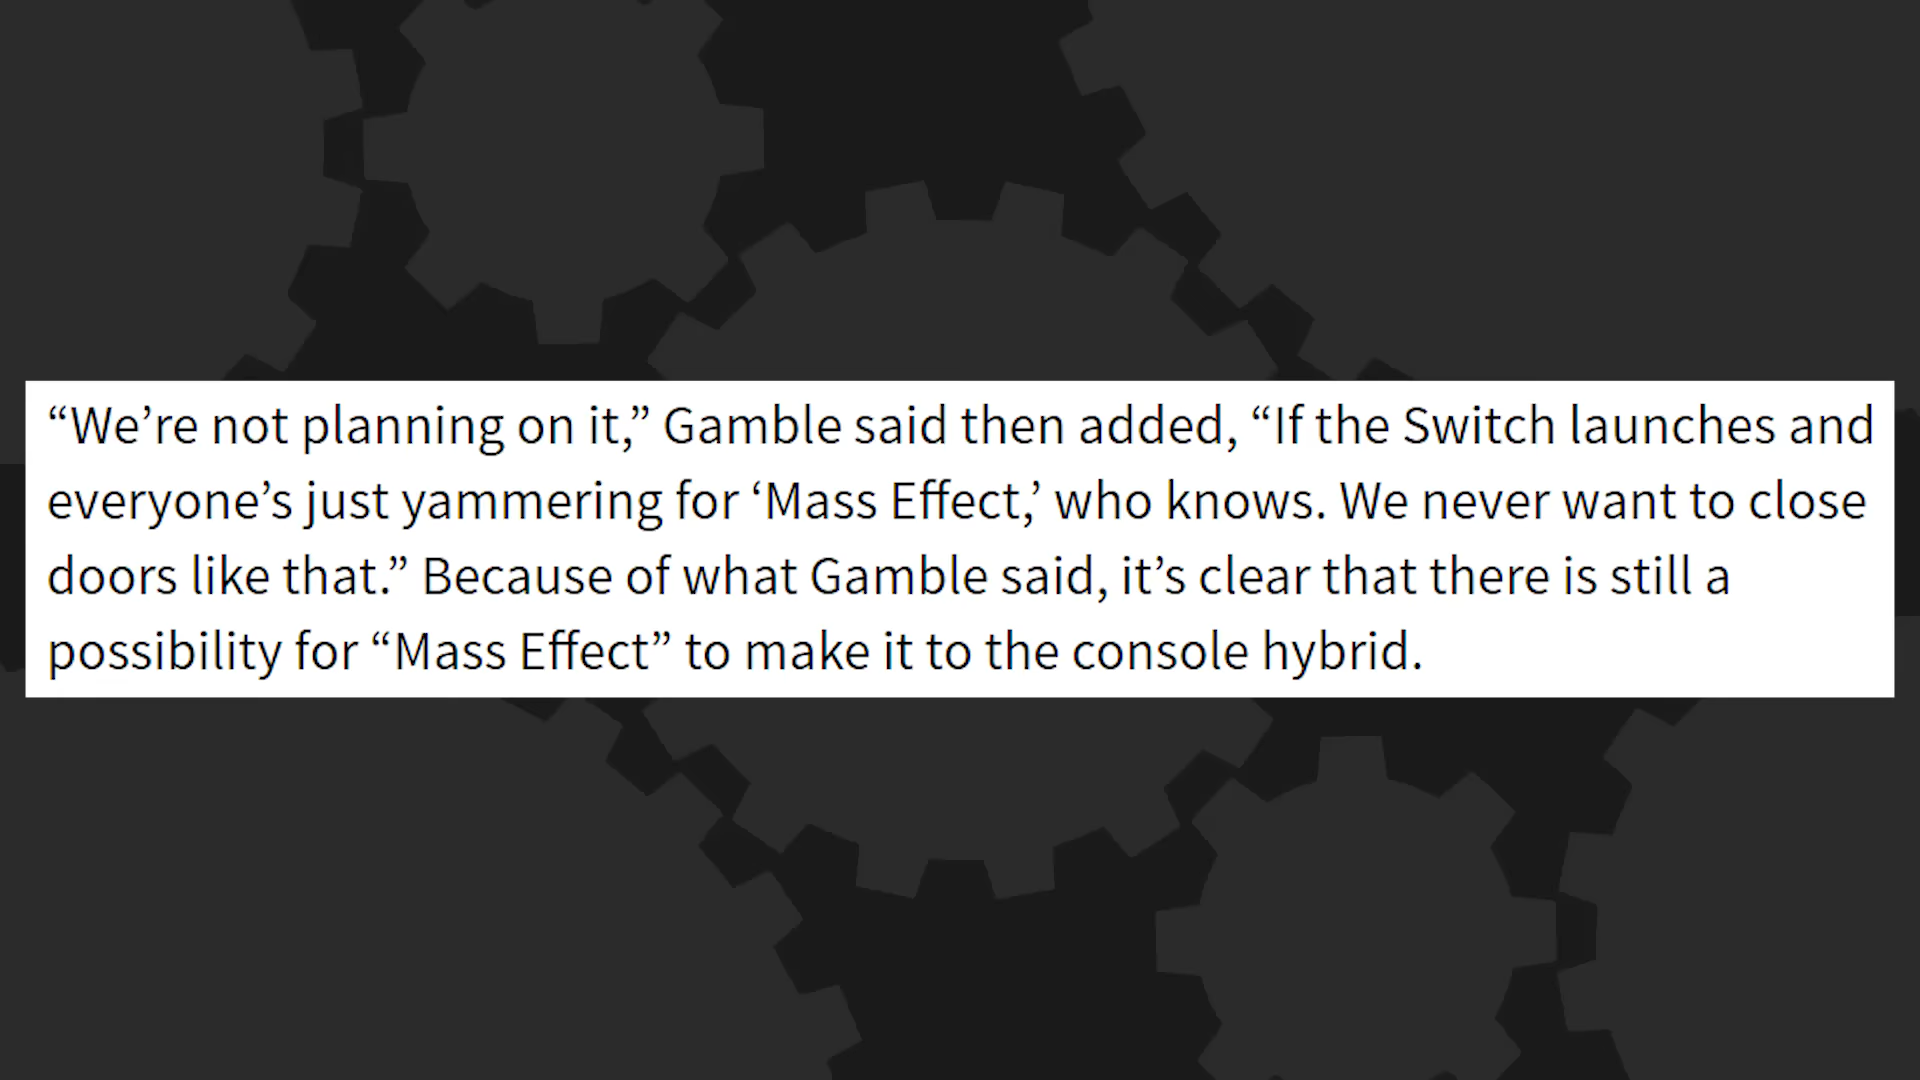 “We’re not planning on it,” Gamble said then added, “If the Switch launches and
everyone’s just yammering for ‘Mass Effect,’ who knows. We never want to close
doors like that.” Because of what Gamble said, it’s clear that there is still a
possibility for “Mass Effect” to make it to the console hybrid.